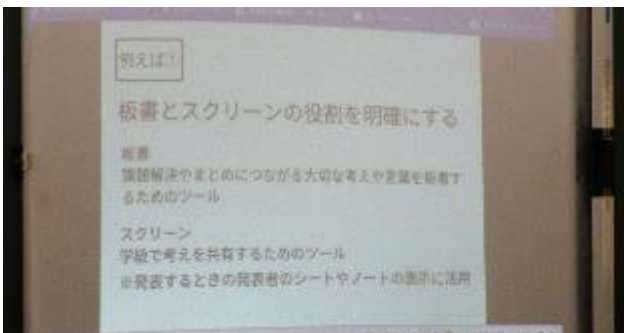 例えば！
板書とスクリーンの役割を明確にする
板書
課題解決やまとめにつながる大切な考えや言葉を板書す
るためのツール
スクリーン
学級で考えを共有するためのツール
※発表するときの発表者のシートやノートの表示に活用